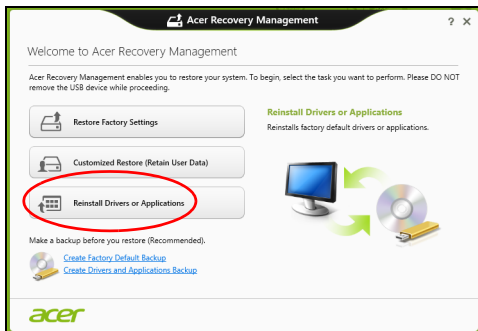 Acer Recovery Management
? X
Welcome to Acer Recovery Management
Acer Recovery Management enables you to restore your system. To begin, select the task you want to perform. Please DO NOT
remove the USB device while proceeding.
Restore Factory Settings
Customized Restore (Retain User Data)
Reinstall Drivers or Applications
Reinstall Drivers or Applications
Reinstalls factory default drivers or applications.
Make a backup before you restore (Recommended).
Create Factory Default Backup
Create Drivers and Applications Backup
acer